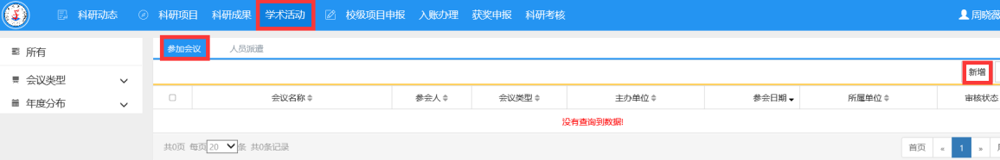 科研动态 科研项目 科研成果 学术活动 校级项目申报 入账办理 获奖申报 科研考核 周晓薇
所有 参加会议 人员派遣
会议类型 新增
年度分布 会议名称 参会人 会议类型 主办单位 参会日期 所属单位 审核状态
没有查询到数据!
共0页 每页 20 条 共0条记录 首页 « 1 »